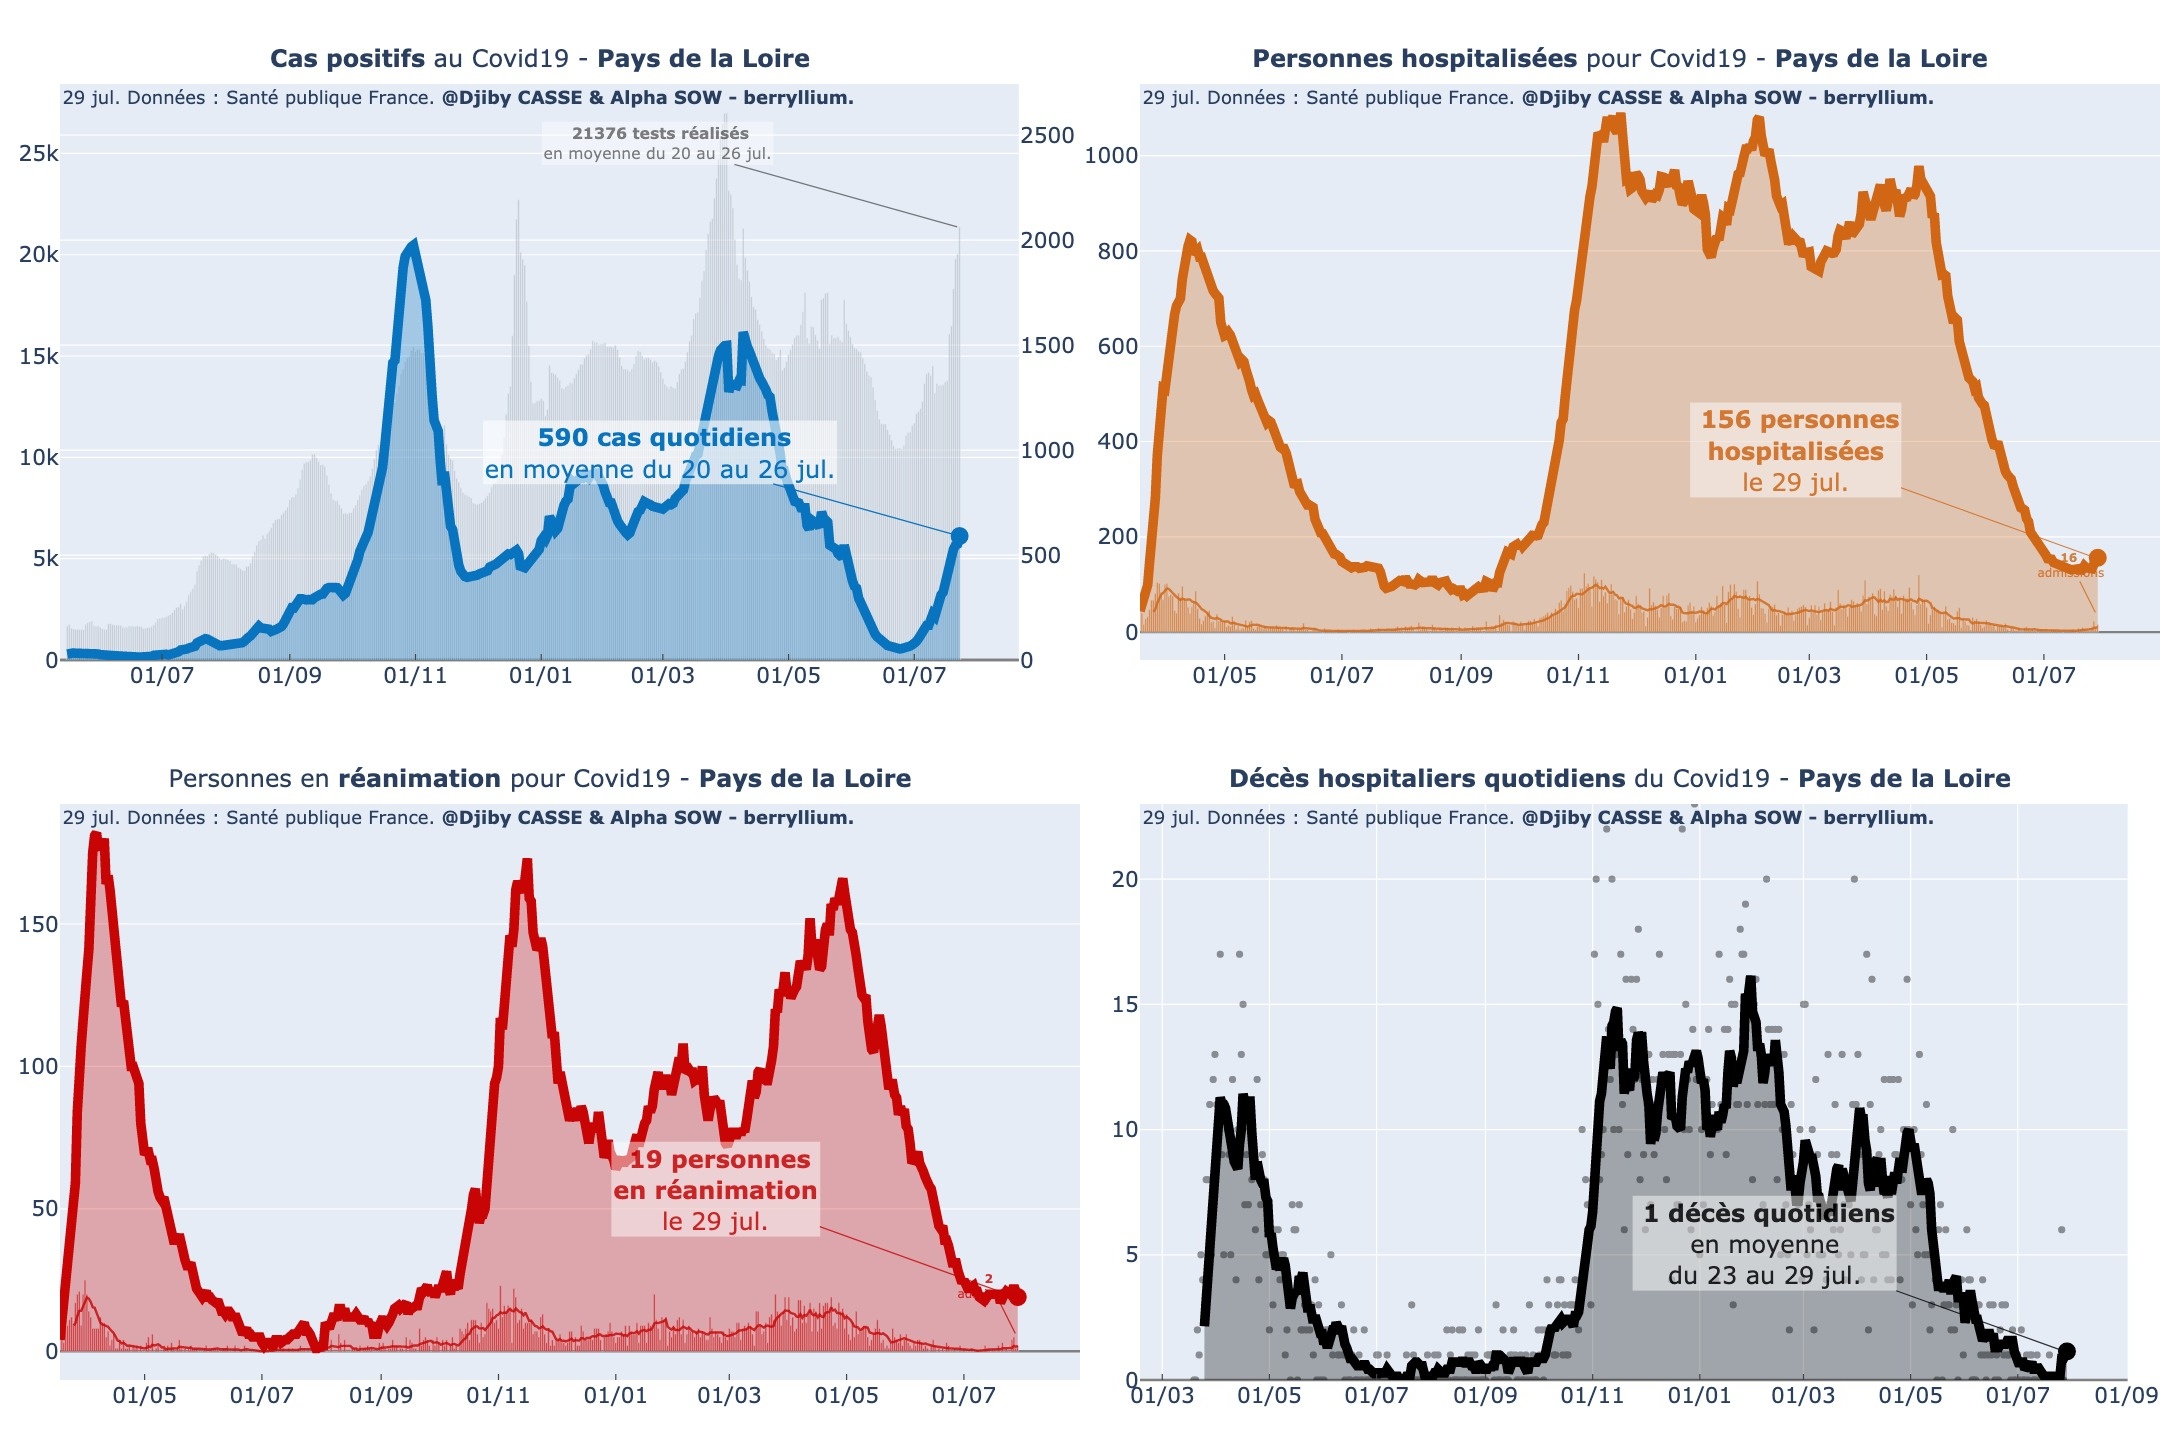 Cas positifs au Covid19 - Pays de la Loire
29 jul. Données : Santé publique France. @Djiby CASSE & Alpha SOW - berryllium.
21376 tests réalisés
en moyenne du 20 au 26 jul.
590 cas quotidiens
en moyenne du 20 au 26 jul.
25k
20k
15k
10k
5k
0
2500
2000
1500
1000
500
0
01/07
01/09
01/11
01/01
01/03
01/05
01/07
Personnes hospitalisées pour Covid19 - Pays de la Loire
29 jul. Données : Santé publique France. @Djiby CASSE & Alpha SOW - berryllium.
156 personnes
hospitalisées
le 29 jul.
16
admissions
1000
800
600
400
200
0
01/05
01/07
01/09
01/11
01/01
01/03
01/05
01/07
Personnes en réanimation pour Covid19 - Pays de la Loire
29 jul. Données : Santé publique France. @Djiby CASSE & Alpha SOW - berryllium.
19 personnes
en réanimation
le 29 jul.
2
150
100
50
0
01/05
01/07
01/09
01/11
01/01
01/03
01/05
01/07
Décès hospitaliers quotidiens du Covid19 - Pays de la Loire
29 jul. Données : Santé publique France. @Djiby CASSE & Alpha SOW - berryllium.
1 décès quotidiens
en moyenne
du 23 au 29 jul.
20
15
10
5
0
01/03
01/05
01/07
01/09
01/11
01/01
01/03
01/05
01/07
01/09